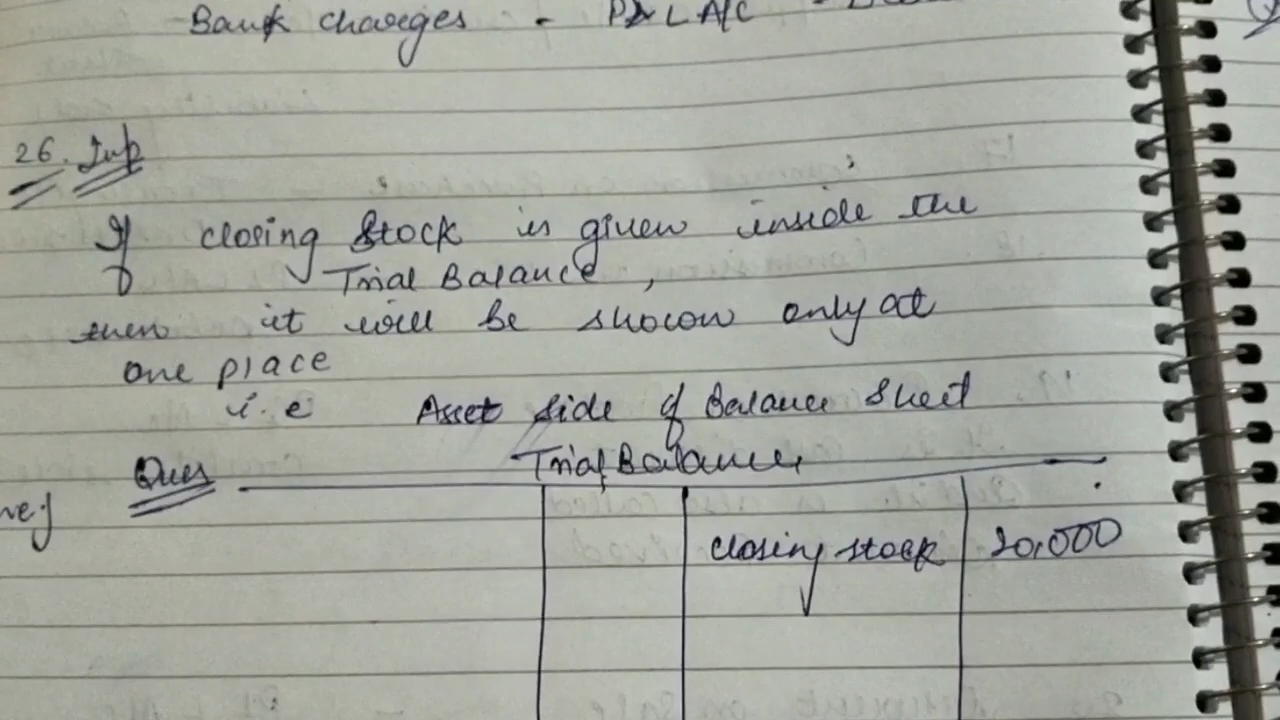 Bank charges - P&L A/C -
26. Imp
If closing stock is given inside the
Trial Balance,
then it will be shown only at
one place
i.e Asset side of Balance Sheet
Ques Trial Balance
closing stock 20,000